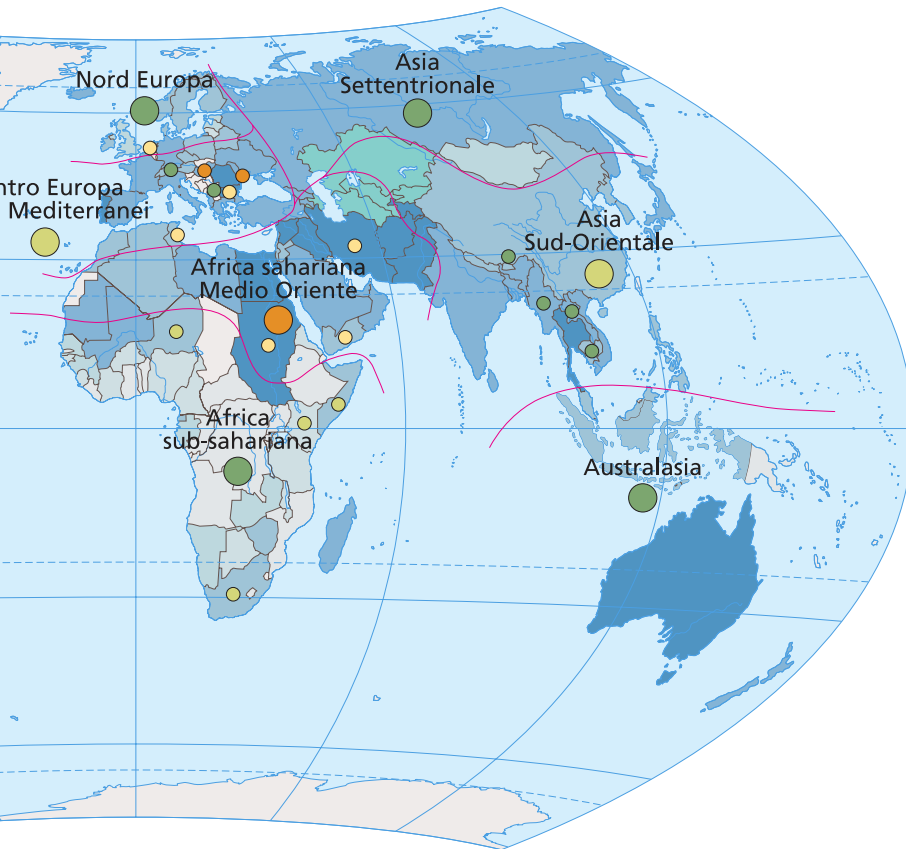 Asia
Settentrionale
Nord Europa
ntro Europa
Mediterranei
Asia
Sud-Orientale
Africa sahariana
Medio Oriente
Africa
sub-sahariana
Australasia